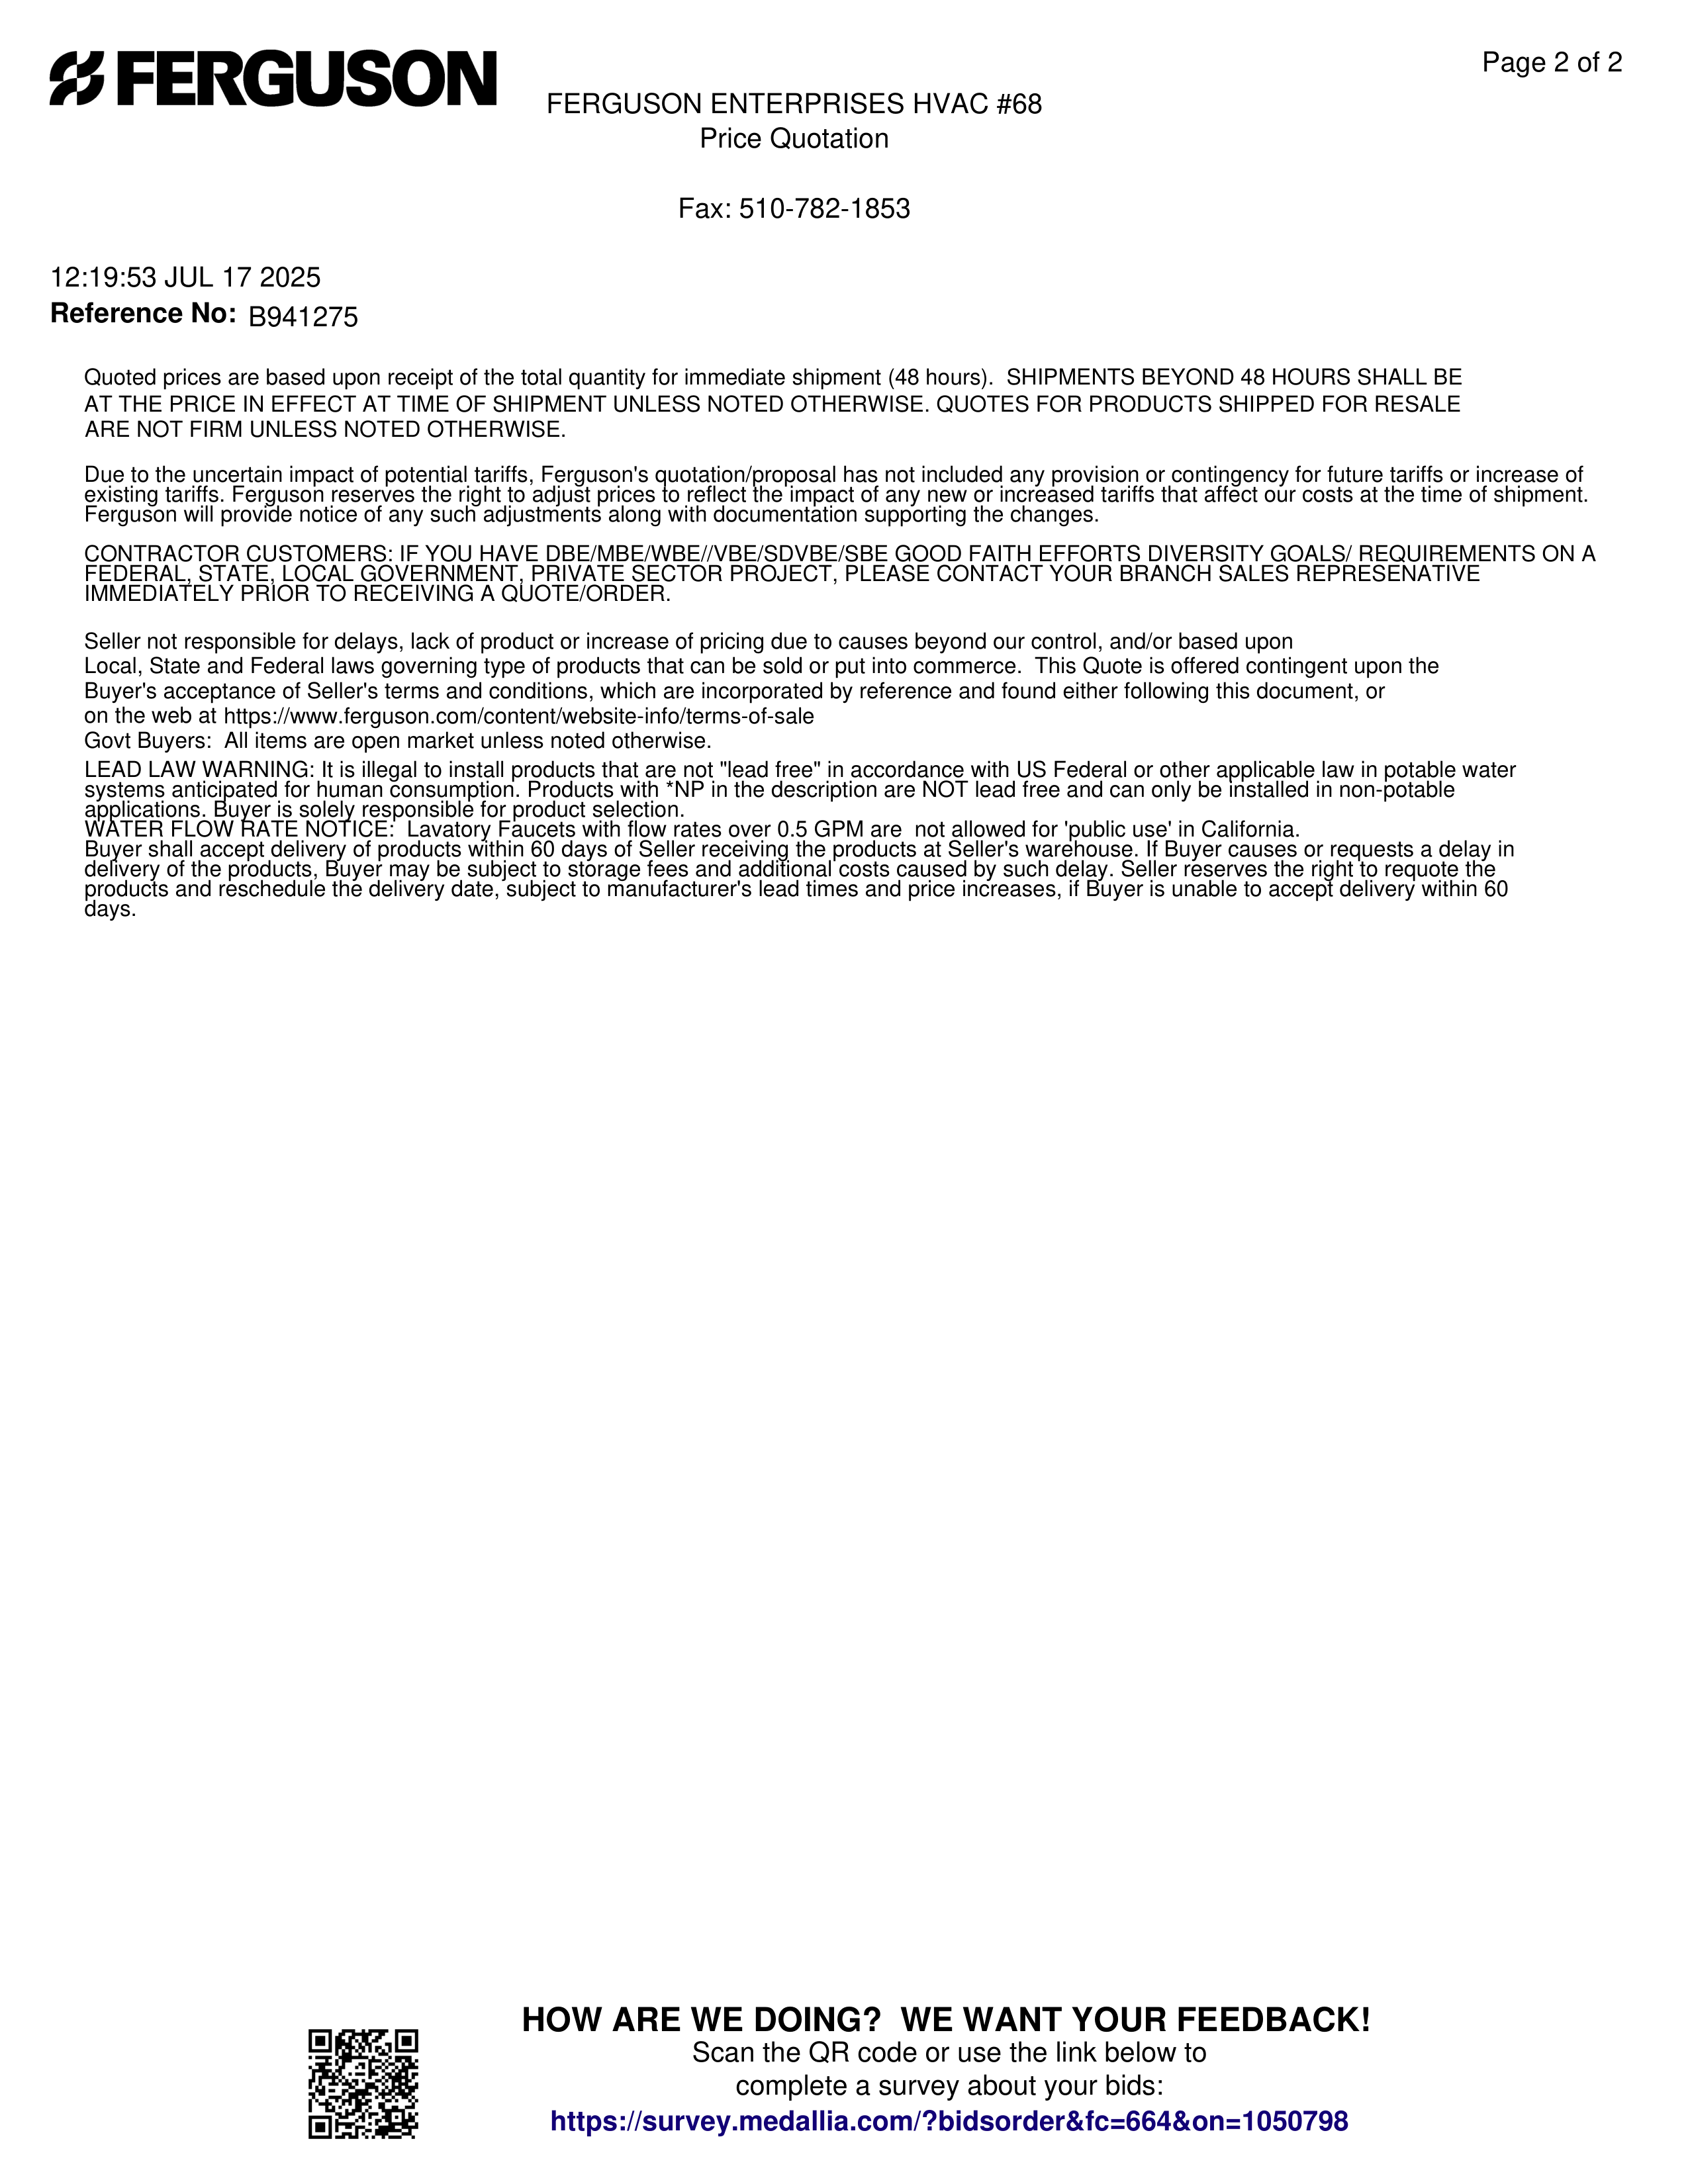 FERGUSON
Page 2 of 2
FERGUSON ENTERPRISES HVAC #68
Price Quotation
Fax: 510-782-1853
12:19:53 JUL 17 2025
Reference No: B941275
Quoted prices are based upon receipt of the total quantity for immediate shipment (48 hours).  SHIPMENTS BEYOND 48 HOURS SHALL BE
AT THE PRICE IN EFFECT AT TIME OF SHIPMENT UNLESS NOTED OTHERWISE. QUOTES FOR PRODUCTS SHIPPED FOR RESALE
ARE NOT FIRM UNLESS NOTED OTHERWISE.
Due to the uncertain impact of potential tariffs, Ferguson's quotation/proposal has not included any provision or contingency for future tariffs or increase of
existing tariffs. Ferguson reserves the right to adjust prices to reflect the impact of any new or increased tariffs that affect our costs at the time of shipment.
Ferguson will provide notice of any such adjustments along with documentation supporting the changes.
CONTRACTOR CUSTOMERS: IF YOU HAVE DBE/MBE/WBE//VBE/SDVBE/SBE GOOD FAITH EFFORTS DIVERSITY GOALS/ REQUIREMENTS ON A
FEDERAL, STATE, LOCAL GOVERNMENT, PRIVATE SECTOR PROJECT, PLEASE CONTACT YOUR BRANCH SALES REPRESENATIVE
IMMEDIATELY PRIOR TO RECEIVING A QUOTE/ORDER.
Seller not responsible for delays, lack of product or increase of pricing due to causes beyond our control, and/or based upon
Local, State and Federal laws governing type of products that can be sold or put into commerce.  This Quote is offered contingent upon the
Buyer's acceptance of Seller's terms and conditions, which are incorporated by reference and found either following this document, or
on the web at https://www.ferguson.com/content/website-info/terms-of-sale
Govt Buyers:  All items are open market unless noted otherwise.
LEAD LAW WARNING: It is illegal to install products that are not "lead free" in accordance with US Federal or other applicable law in potable water
systems anticipated for human consumption. Products with *NP in the description are NOT lead free and can only be installed in non-potable
applications. Buyer is solely responsible for product selection.
WATER FLOW RATE NOTICE:  Lavatory Faucets with flow rates over 0.5 GPM are  not allowed for 'public use' in California.
Buyer shall accept delivery of products within 60 days of Seller receiving the products at Seller's warehouse. If Buyer causes or requests a delay in
delivery of the products, Buyer may be subject to storage fees and additional costs caused by such delay. Seller reserves the right to requote the
products and reschedule the delivery date, subject to manufacturer's lead times and price increases, if Buyer is unable to accept delivery within 60
days.
HOW ARE WE DOING?  WE WANT YOUR FEEDBACK!
Scan the QR code or use the link below to
complete a survey about your bids:
https://survey.medallia.com/?bidsorder&fc=664&on=1050798